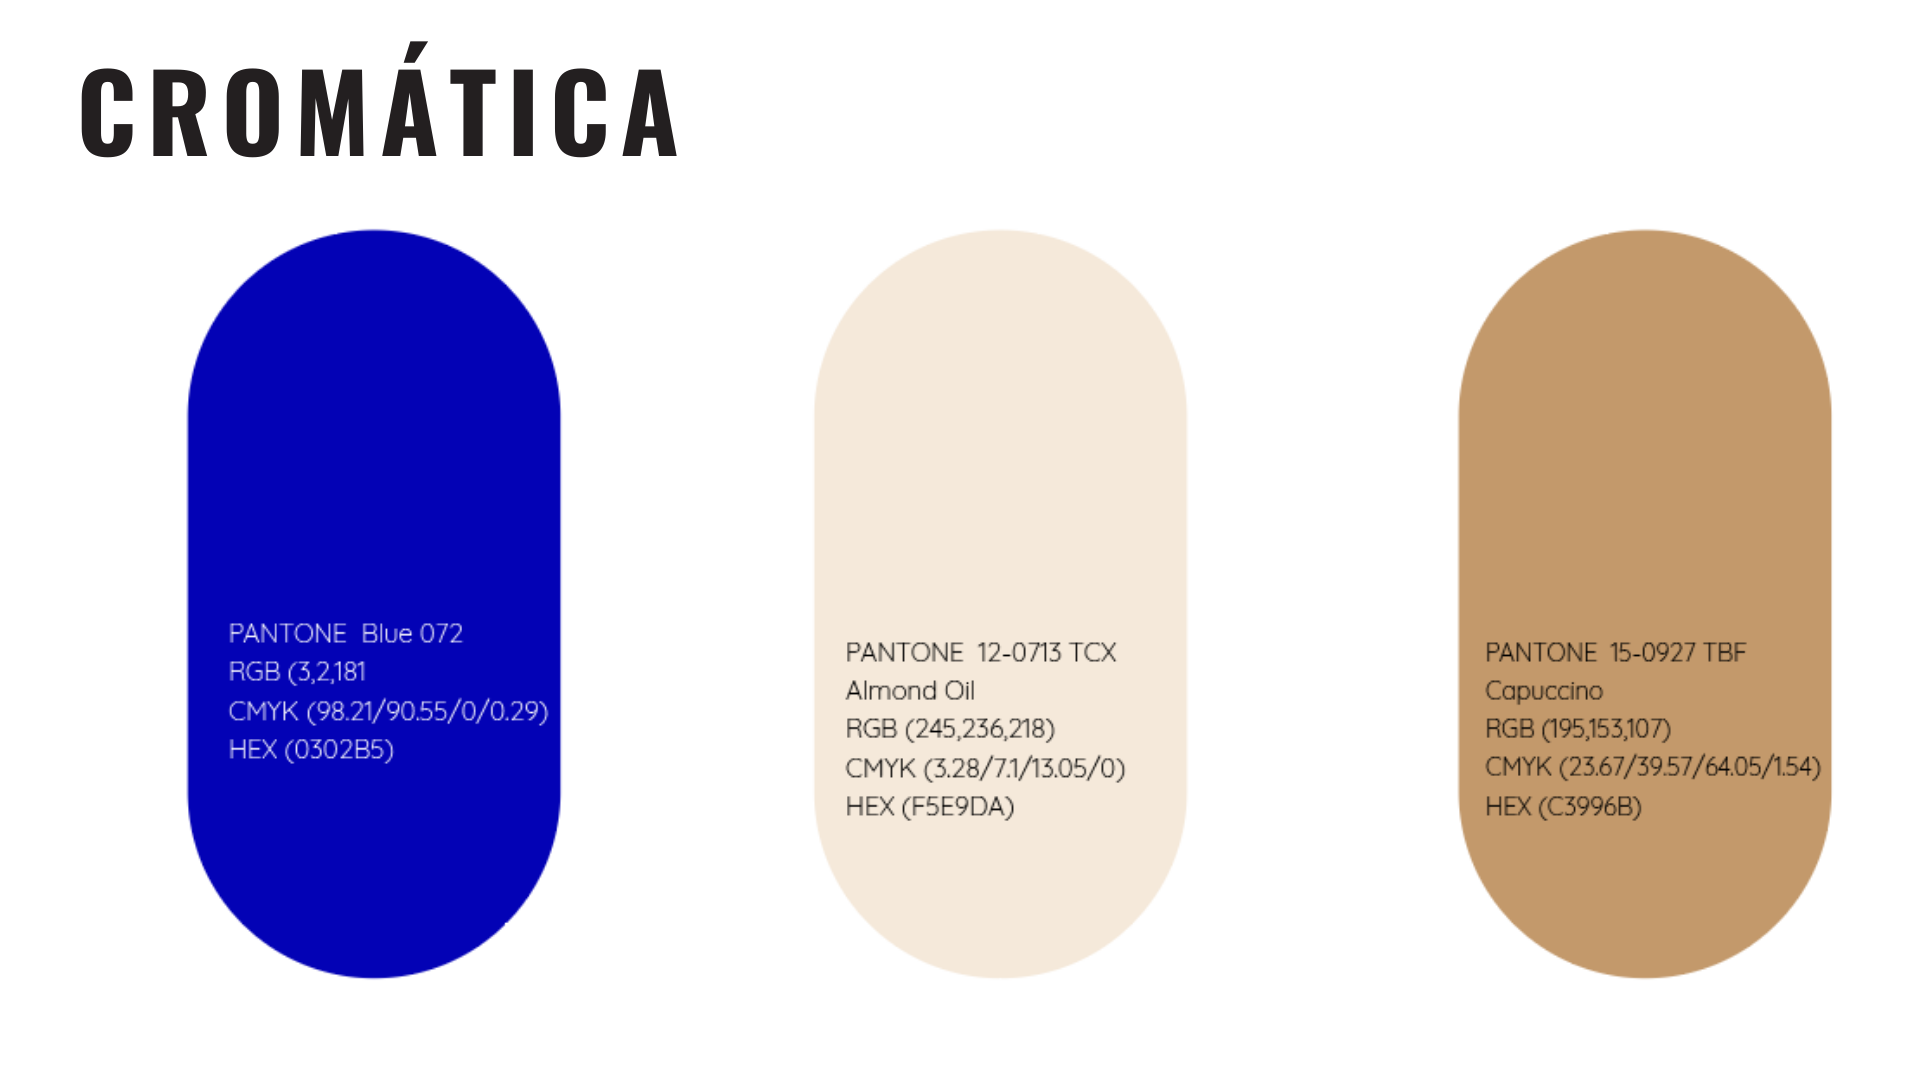 CROMÁTICA
PANTONE Blue 072
RGB (3,2,181
CMYK (98.21/90.55/0/0.29)
HEX (0302B5)
PANTONE 12-0713 TCX
Almond Oil
RGB (245,236,218)
CMYK (3.28/7.1/13.05/0)
HEX (F5E9DA)
PANTONE 15-0927 TBF
Capuccino
RGB (195,153,107)
CMYK (23.67/39.57/64.05/1.54)
HEX (C3996B)